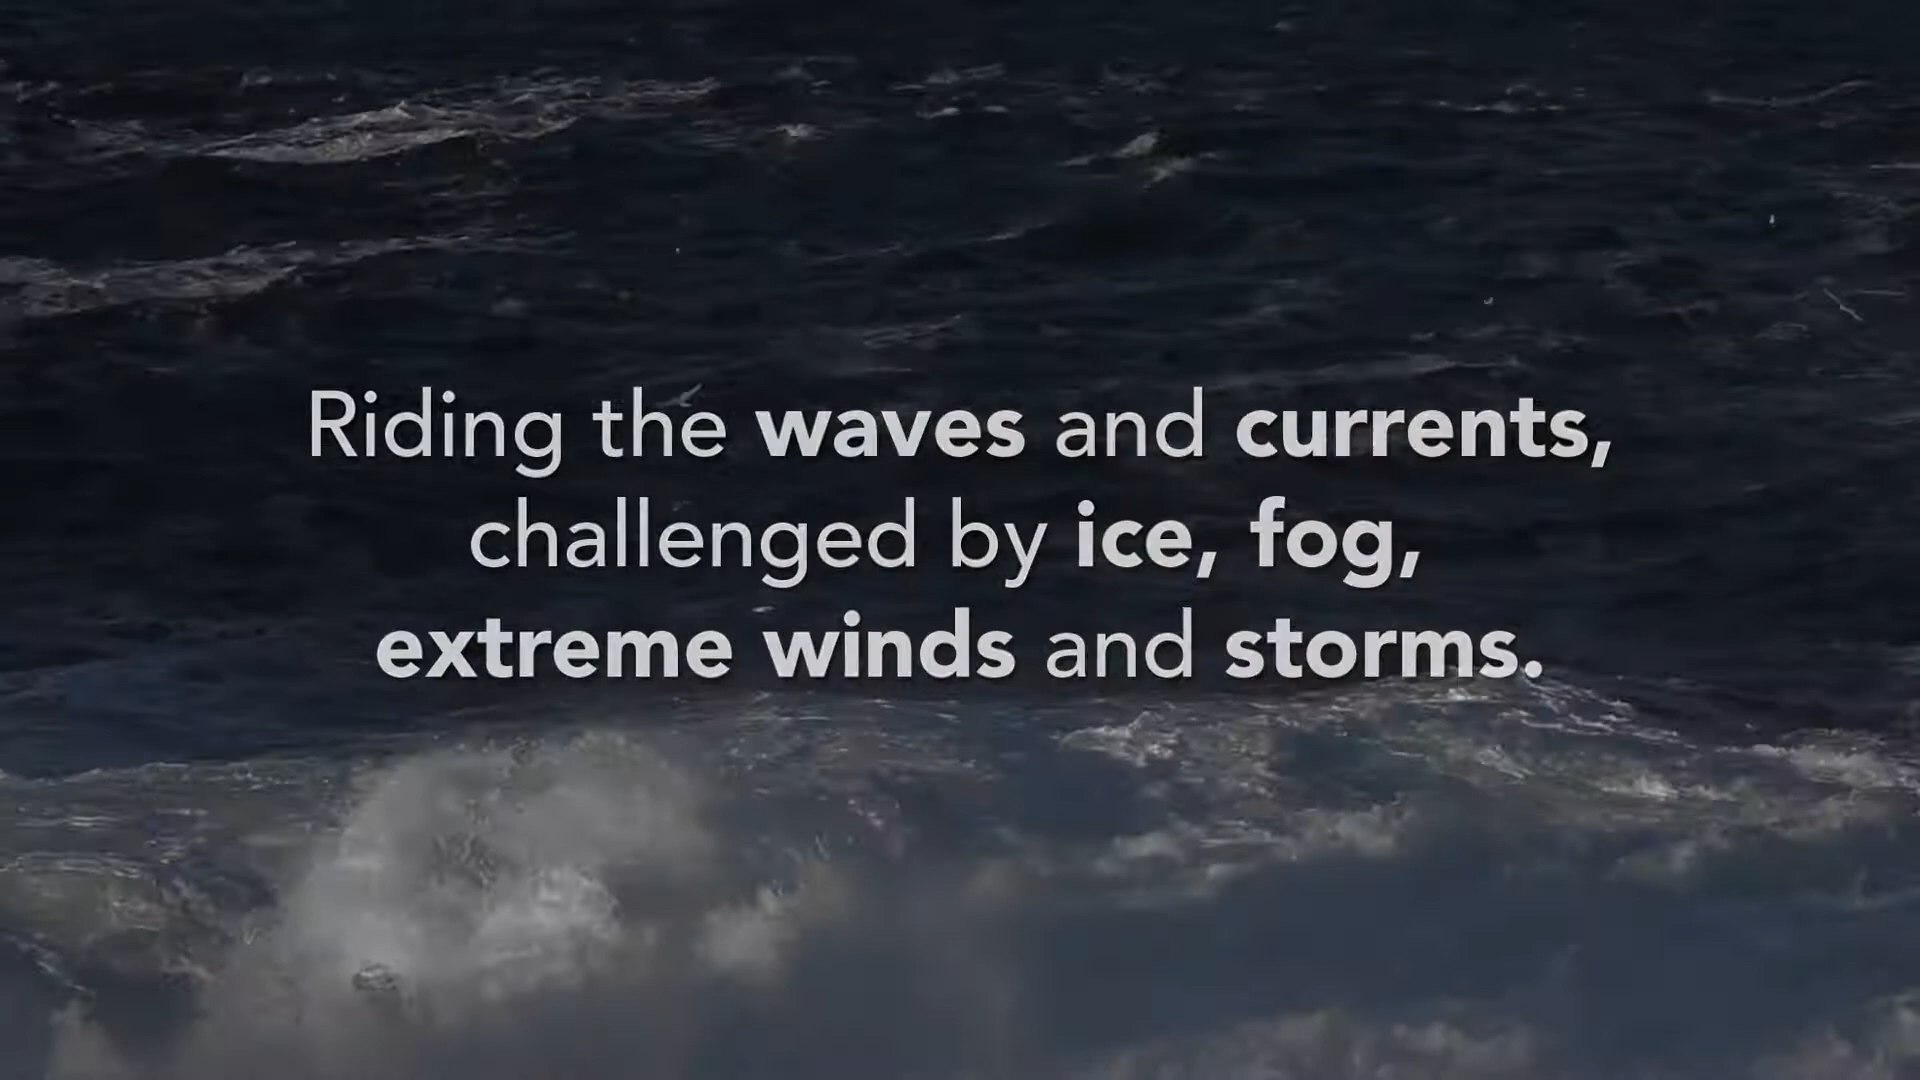 Riding the waves and currents,
challenged by ice, fog,
extreme winds and storms.